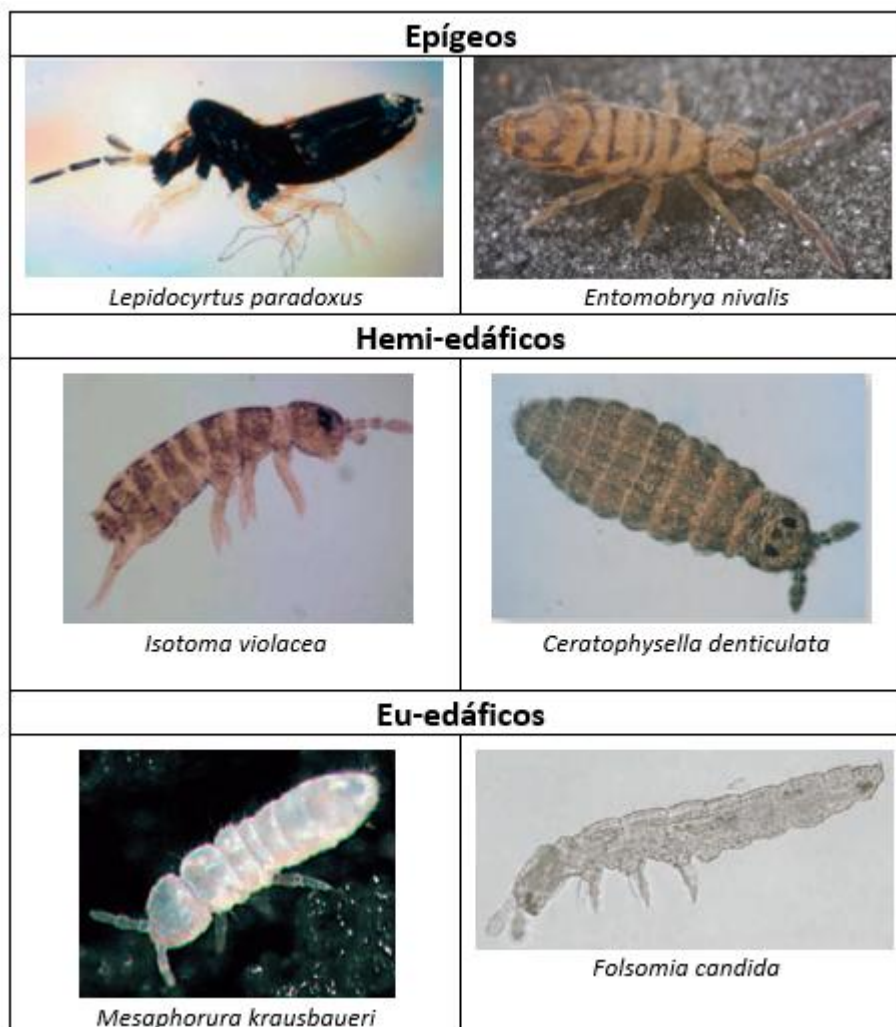 Epígeos
Lepidocyrtus paradoxus
Entomobrya nivalis
Hemi-edáficos
Isotoma violacea
Ceratophysella denticulata
Eu-edáficos
Mesaphorura krausbaueri
Folsomia candida